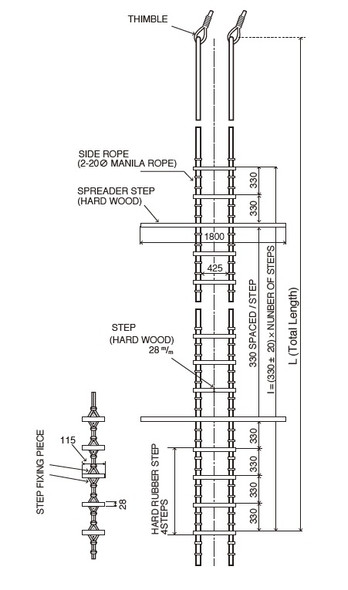 THIMBLE
SIDE ROPE
(2-20Ø MANILA ROPE)
SPREADER STEP
(HARD WOOD)
330
330
1800
425
STEP
(HARD WOOD)
28 m/m
330 SPACED / STEP
l = (330 ± 20) × NUNBER OF STEPS
L (Total Length)
STEP FIXING PIECE
115
28
HARD RUBBER STEP
4STEPS
330
330
330
330